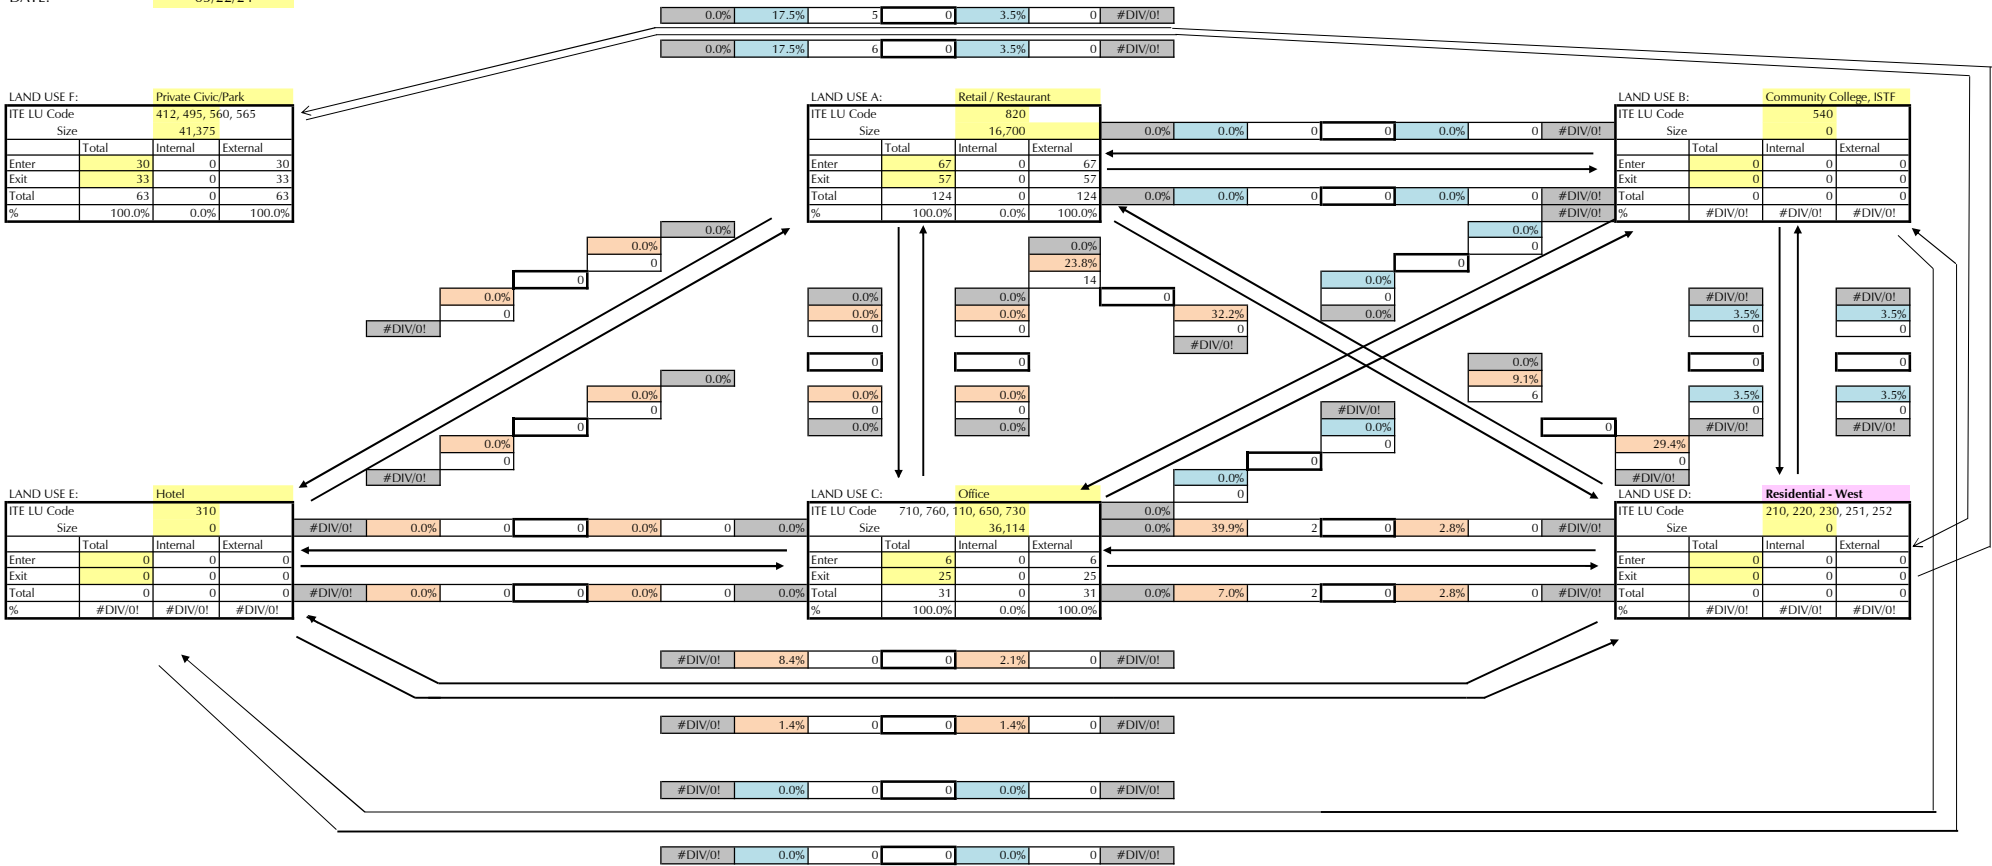 0.0% 17.5% 5 0 3.5% 0 #DIV/0!
0.0% 17.5% 6 0 3.5% 0 #DIV/0!
LAND USE F: Private Civic/Park
ITE LU Code 412, 495, 560, 565
Size 41,375
Total Internal External
Enter 30 0 30
Exit 33 0 33
Total 63 0 63
% 100.0% 0.0% 100.0%
LAND USE A: Retail / Restaurant
ITE LU Code 820
Size 16,700
Total Internal External
Enter 67 0 67
Exit 57 0 57
Total 124 0 124
% 100.0% 0.0% 100.0%
0.0% 0.0% 0 0 0.0% 0 #DIV/0!
0.0% 0.0% 0 0 0.0% 0 #DIV/0!
#DIV/0!
LAND USE B: Community College, ISTF
ITE LU Code 540
Size 0
Total Internal External
Enter 0 0 0
Exit 0 0 0
Total 0 0 0
% #DIV/0! #DIV/0! #DIV/0!
0.0%
0.0%
0
0
0.0%
0
#DIV/0!
0.0%
0.0%
0
0
0.0%
0
#DIV/0!
0.0% 0.0%
0.0% 0.0%
0 0
0 0
0.0% 0.0%
0 0
0.0% 0.0%
0.0%
23.8%
14
0
32.2%
0
#DIV/0!
0.0%
0
0
0.0%
0
0.0%
0.0%
9.1%
6
0
29.4%
0
#DIV/0!
#DIV/0!
0.0%
0
0
0.0%
0
0.0%
#DIV/0! #DIV/0!
3.5% 3.5%
0 0
0 0
3.5% 3.5%
0 0
#DIV/0! #DIV/0!
LAND USE E: Hotel
ITE LU Code 310
Size 0
Total Internal External
Enter 0 0 0
Exit 0 0 0
Total 0 0 0
% #DIV/0! #DIV/0! #DIV/0!
#DIV/0! 0.0% 0 0 0.0% 0 0.0%
#DIV/0! 0.0% 0 0 0.0% 0 0.0%
LAND USE C: Office
ITE LU Code 710, 760, 110, 650, 730
Size 36,114
Total Internal External
Enter 6 0 6
Exit 25 0 25
Total 31 0 31
% 100.0% 0.0% 100.0%
0.0% 39.9% 2 0 2.8% 0 #DIV/0!
0.0% 7.0% 2 0 2.8% 0 #DIV/0!
LAND USE D: Residential - West
ITE LU Code 210, 220, 230, 251, 252
Size 0
Total Internal External
Enter 0 0 0
Exit 0 0 0
Total 0 0 0
% #DIV/0! #DIV/0! #DIV/0!
#DIV/0! 8.4% 0 0 2.1% 0 #DIV/0!
#DIV/0! 1.4% 0 0 1.4% 0 #DIV/0!
#DIV/0! 0.0% 0 0 0.0% 0 #DIV/0!
#DIV/0! 0.0% 0 0 0.0% 0 #DIV/0!